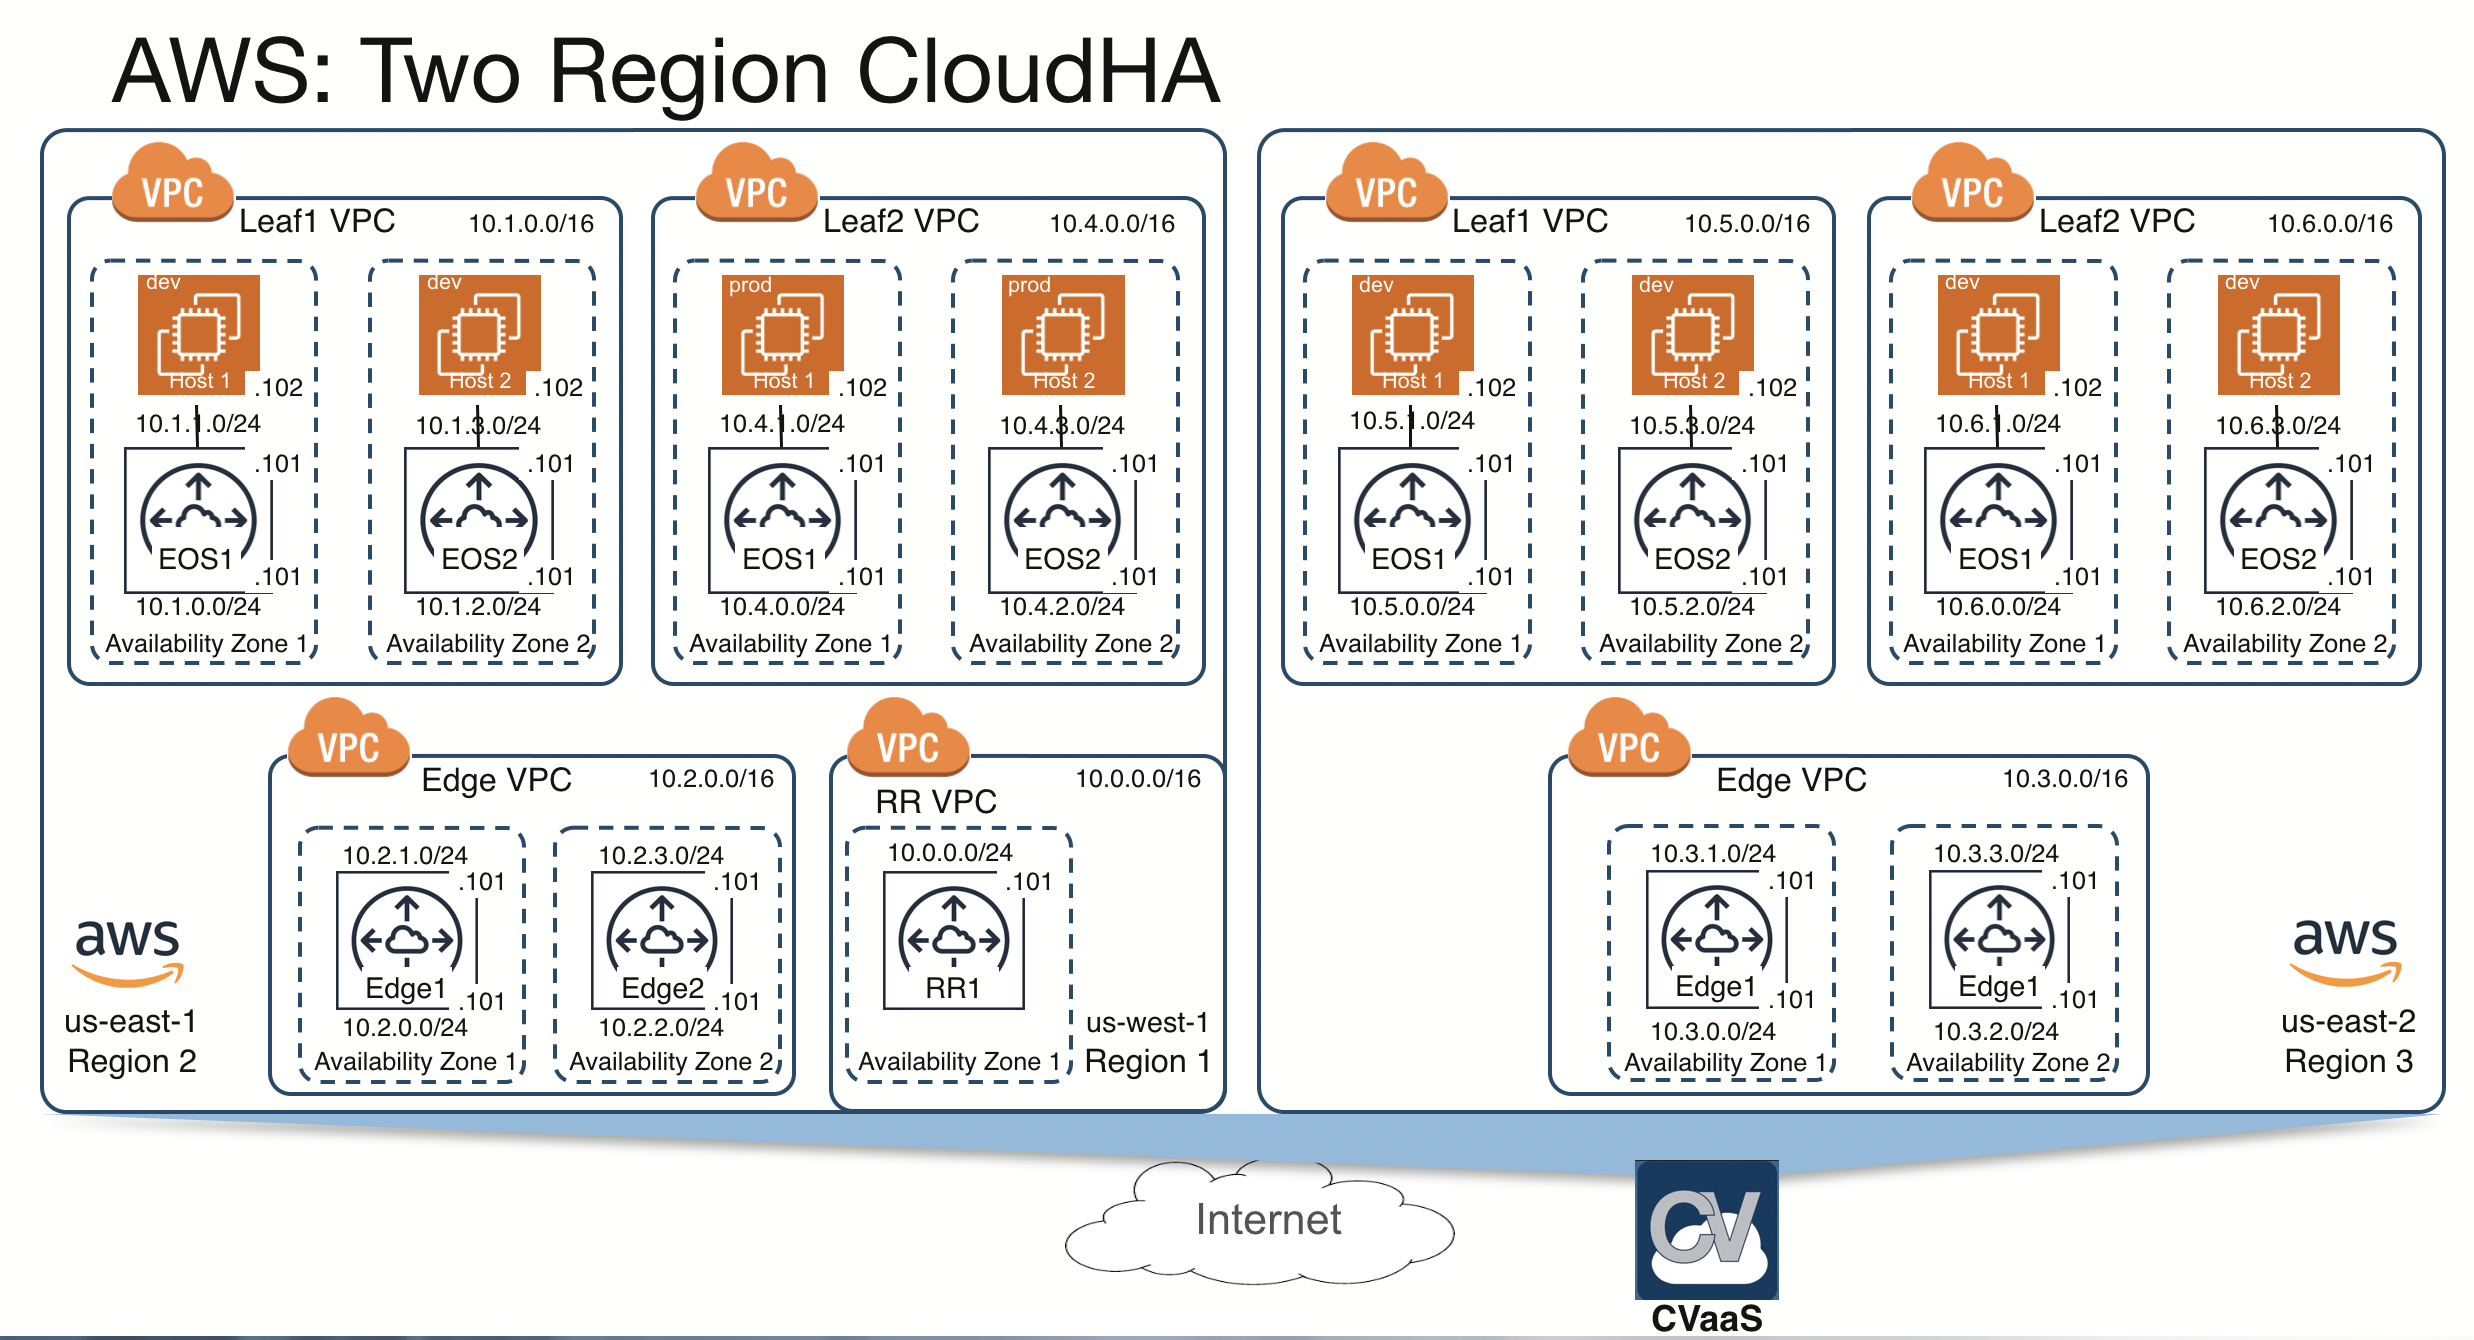 AWS: Two Region CloudHA
VPC
Leaf1 VPC
10.1.0.0/16
dev
Host 1
.102
10.1.1.0/24
.101
EOS1
.101
10.1.0.0/24
Availability Zone 1
dev
Host 2
.102
10.1.3.0/24
.101
EOS2
.101
10.1.2.0/24
Availability Zone 2
VPC
Leaf2 VPC
10.4.0.0/16
prod
Host 1
.102
10.4.1.0/24
.101
EOS1
.101
10.4.0.0/24
Availability Zone 1
prod
Host 2
10.4.3.0/24
.101
EOS2
.101
10.4.2.0/24
Availability Zone 2
VPC
Edge VPC
10.2.0.0/16
10.2.1.0/24
.101
Edge1
.101
10.2.0.0/24
Availability Zone 1
10.2.3.0/24
.101
Edge2
.101
10.2.2.0/24
Availability Zone 2
VPC
RR VPC
10.0.0.0/16
10.0.0.0/24
.101
RR1
Availability Zone 1
us-west-1
Region 1
aws
us-east-1
Region 2
VPC
Leaf1 VPC
10.5.0.0/16
dev
Host 1
.102
10.5.1.0/24
.101
EOS1
.101
10.5.0.0/24
Availability Zone 1
dev
Host 2
.102
10.5.3.0/24
.101
EOS2
.101
10.5.2.0/24
Availability Zone 2
VPC
Leaf2 VPC
10.6.0.0/16
dev
Host 1
.102
10.6.1.0/24
.101
EOS1
.101
10.6.0.0/24
Availability Zone 1
dev
Host 2
10.6.3.0/24
.101
EOS2
.101
10.6.2.0/24
Availability Zone 2
VPC
Edge VPC
10.3.0.0/16
10.3.1.0/24
.101
Edge1
.101
10.3.0.0/24
Availability Zone 1
10.3.3.0/24
.101
Edge1
.101
10.3.2.0/24
Availability Zone 2
aws
us-east-2
Region 3
Internet
CV
CVaaS